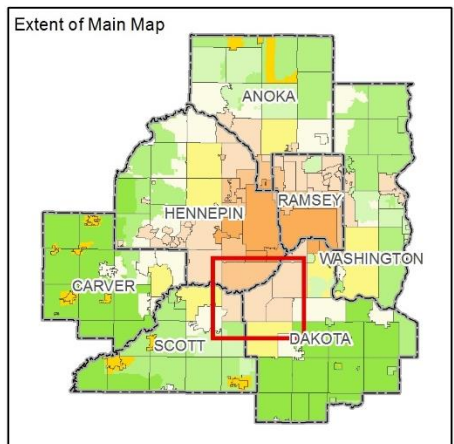 Extent of Main Map
ANOKA
HENNEPIN
RAMSEY
WASHINGTON
CARVER
SCOTT
DAKOTA